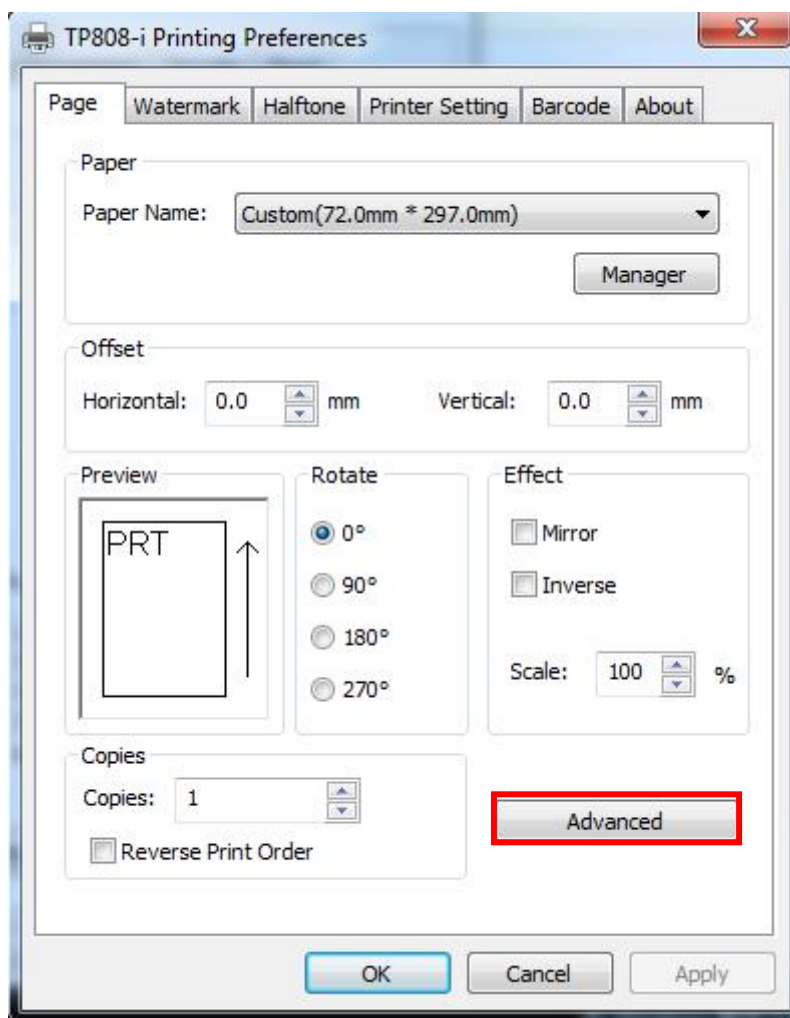 TP808-i Printing Preferences
Page Watermark Halftone Printer Setting Barcode About
Paper
Paper Name: Custom(72.0mm * 297.0mm)
Manager
Offset
Horizontal: 0.0 mm Vertical: 0.0 mm
Preview Rotate Effect
PRT 0° Mirror
90° Inverse
180°
Scale: 100 %
270°
Copies
Copies: 1
Advanced
Reverse Print Order
OK Cancel Apply